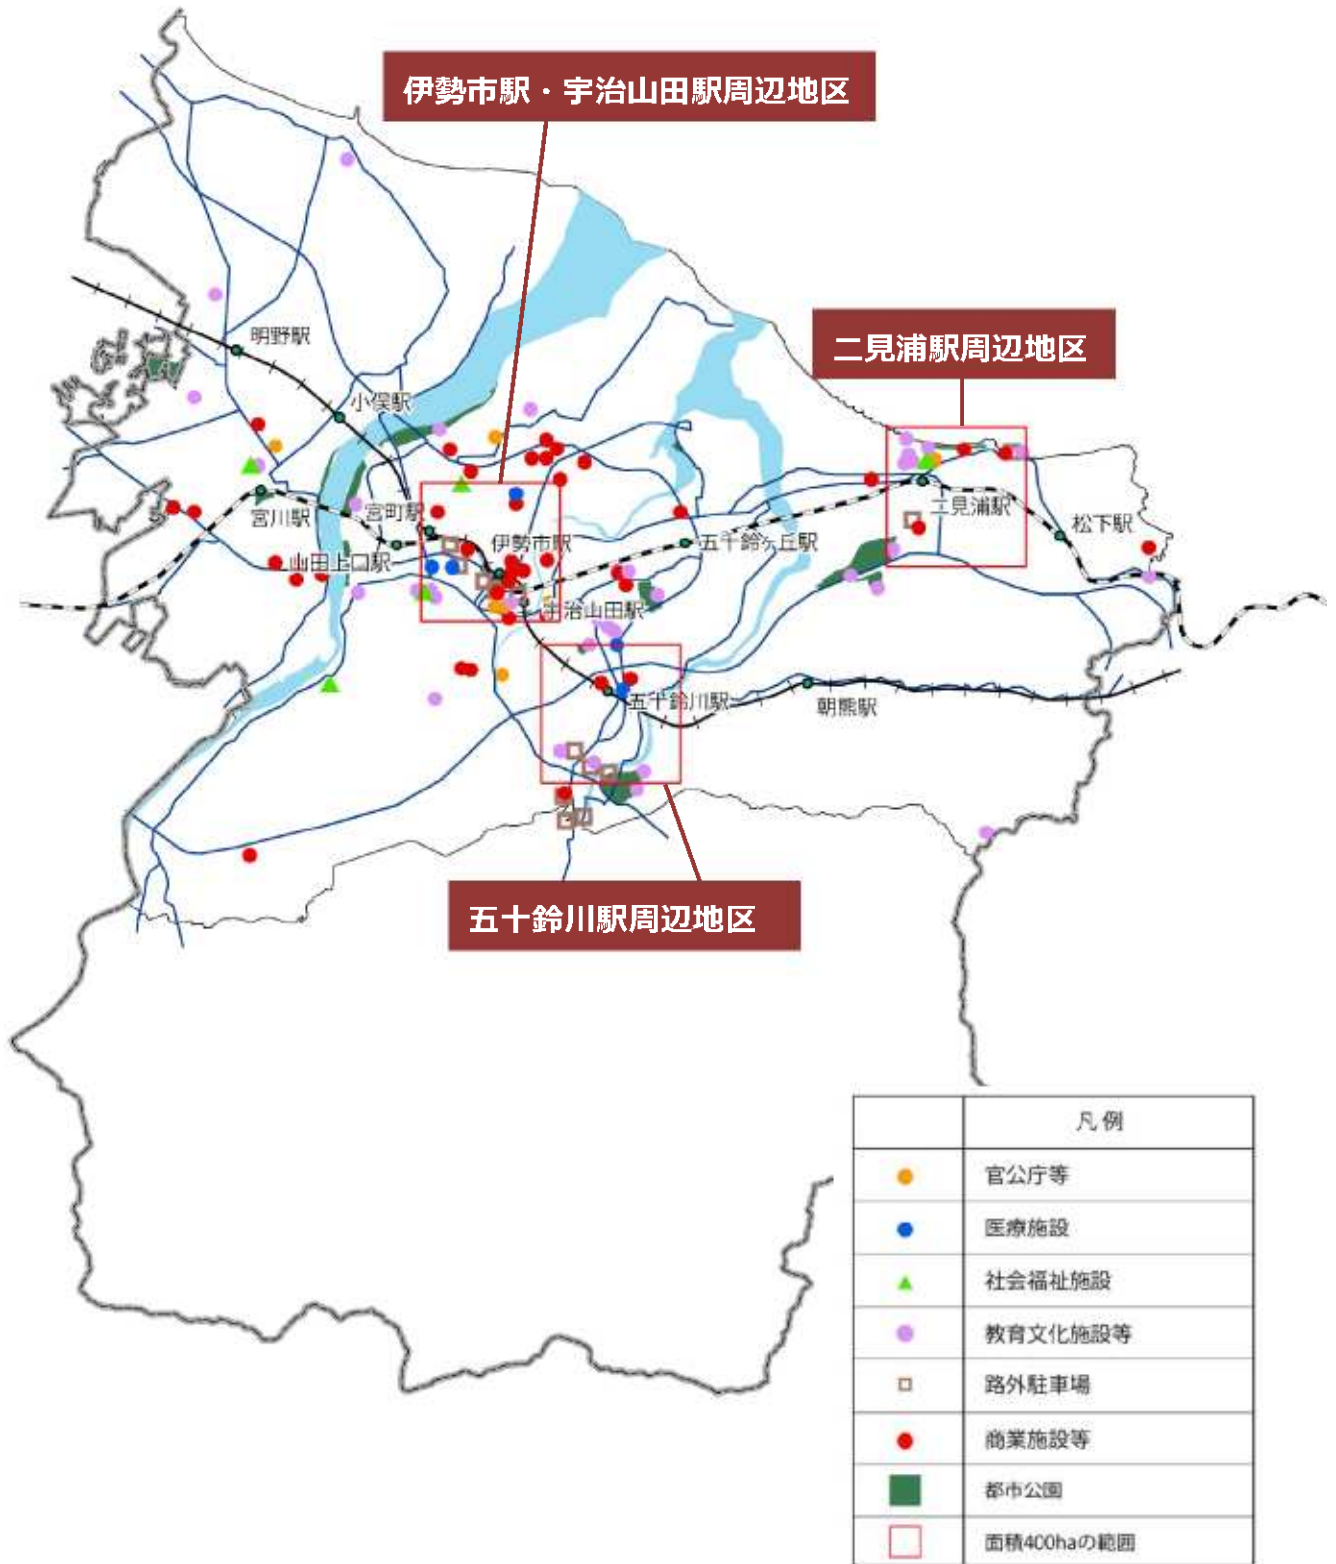 伊勢市駅・宇治山田駅周辺地区
二見浦駅周辺地区
明野駅
小俣駅
宮川駅
宮町駅
二見浦駅
松下駅
伊勢市駅
五十鈴ヶ丘駅
山田上口駅
宇治山田駅
五十鈴川駅
朝熊駅
五十鈴川駅周辺地区
凡例
官公庁等
医療施設
社会福祉施設
教育文化施設等
路外駐車場
商業施設等
都市公園
面積400haの範囲